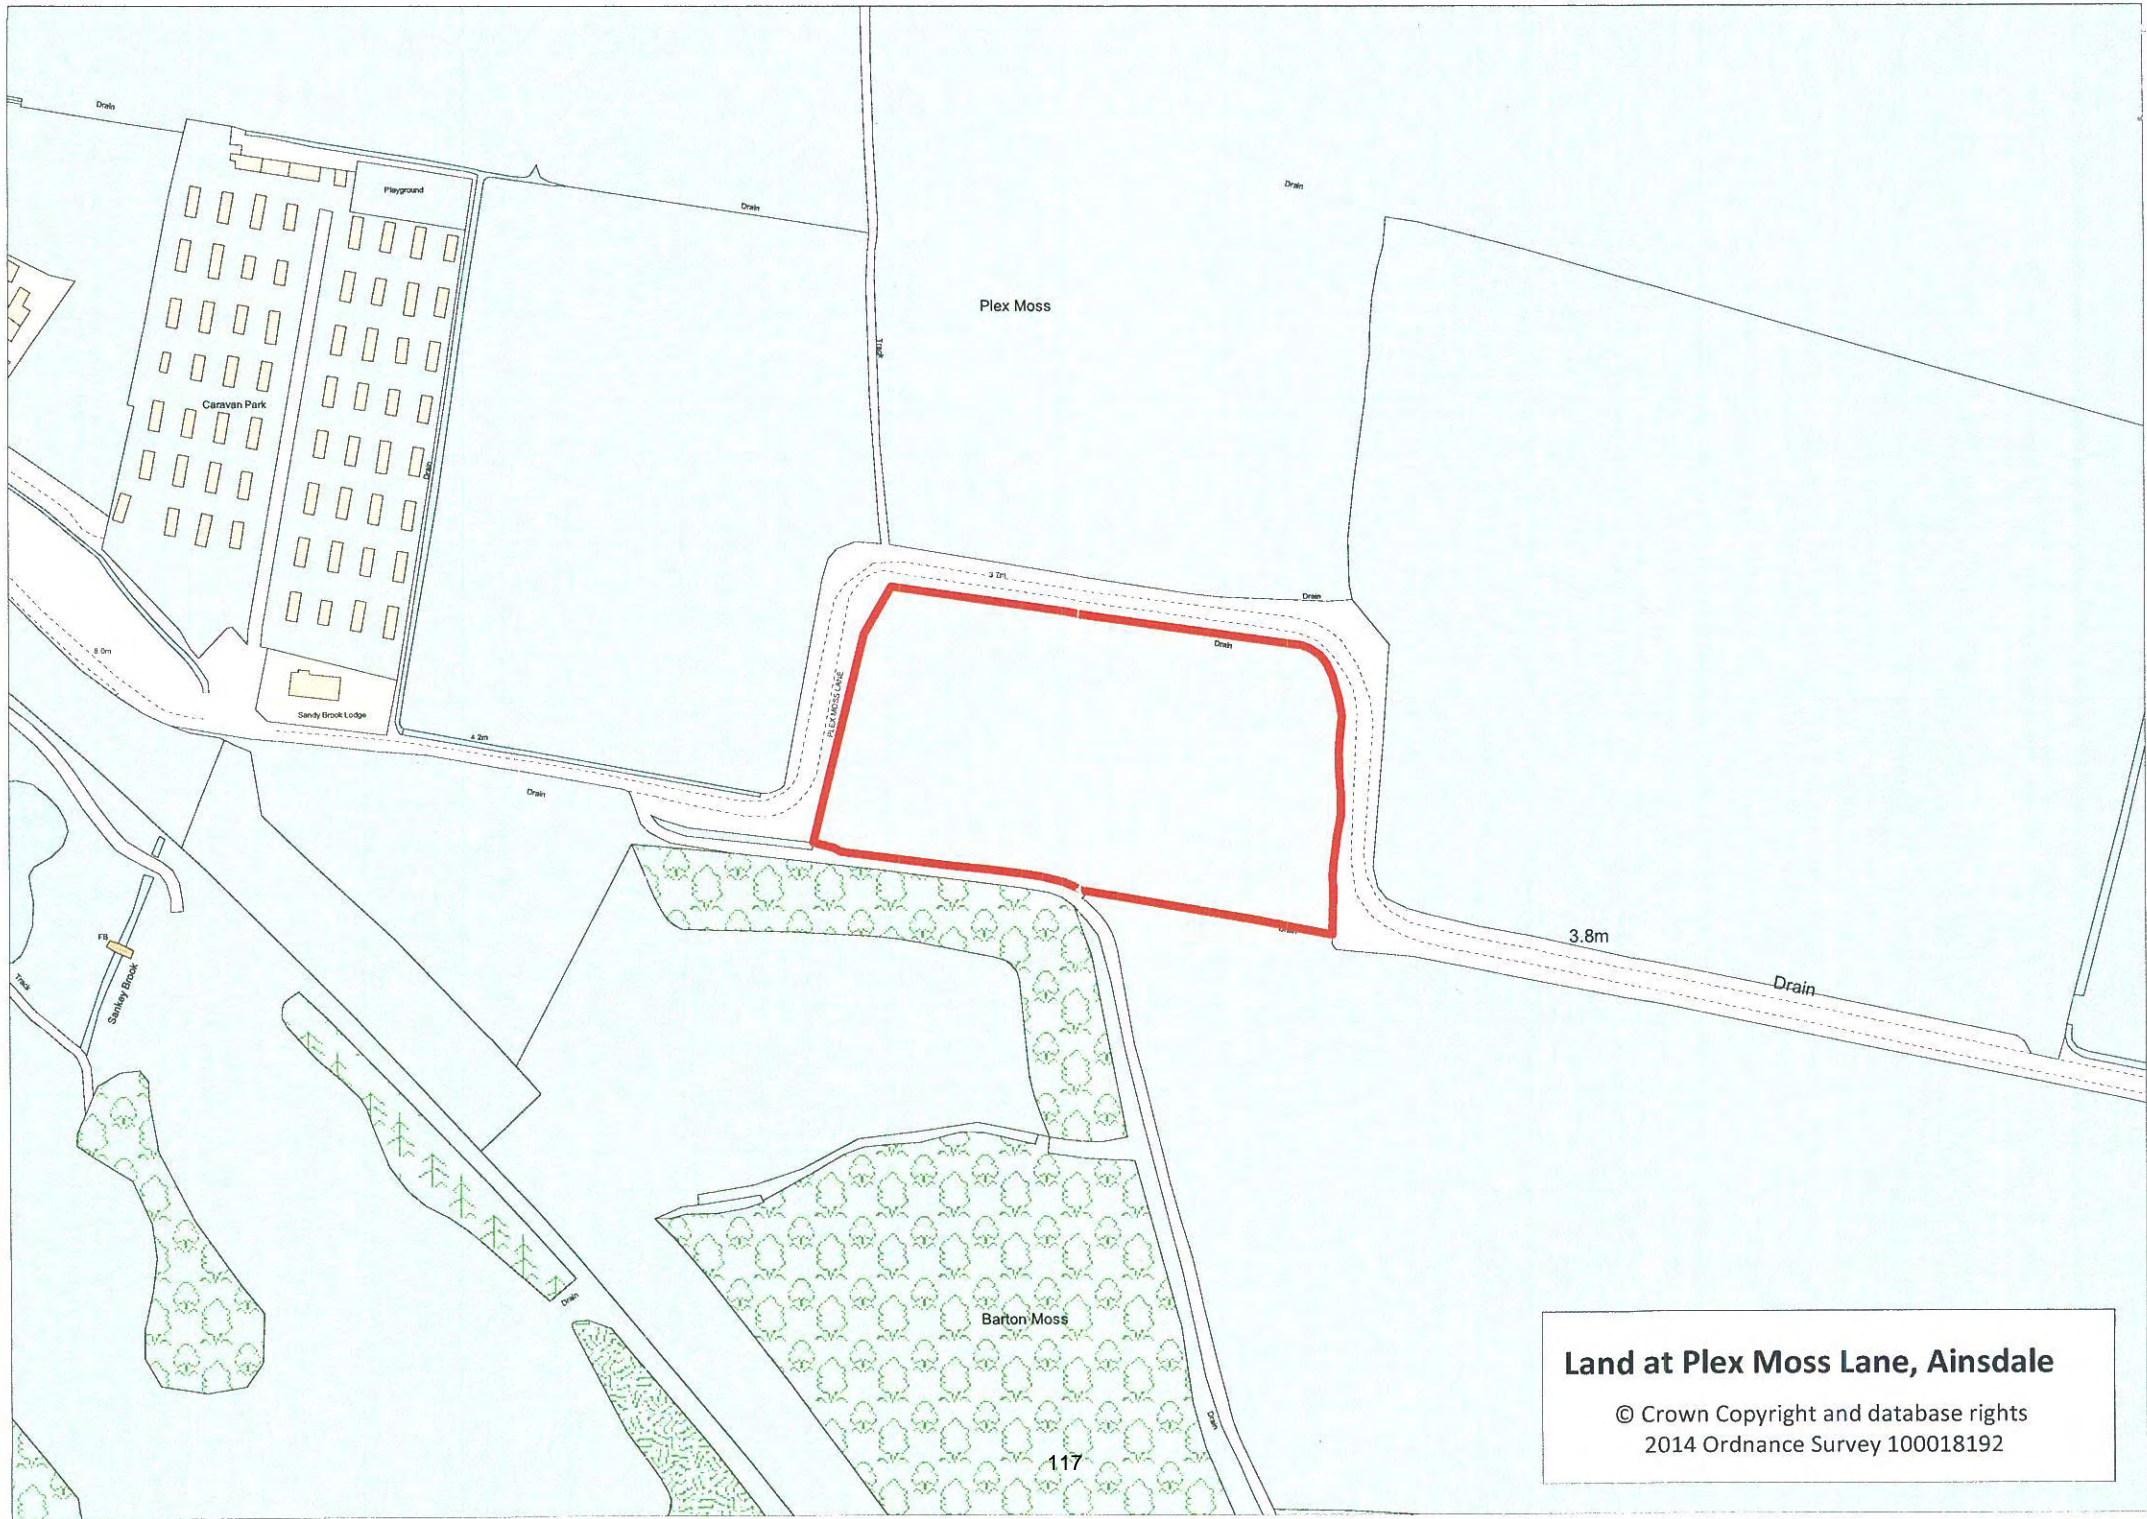 Drain
Playground
Drain
Drain
Plex Moss
Track
Caravan Park
Drain
3.7m
Drain
Drain
PLEX MOSS LANE
8.0m
Sandy Brook Lodge
4.2m
Drain
3.8m
FB
Sankey Brook
Track
Drain
Drain
Barton Moss
Drain
117
Land at Plex Moss Lane, Ainsdale
© Crown Copyright and database rights
2014 Ordnance Survey 100018192